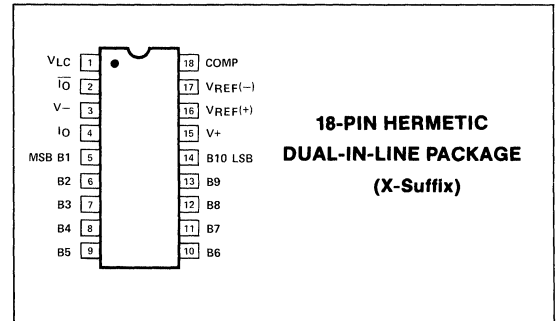 VLC 1 18 COMP
I̅O̅ 2 17 VREF(−)
V− 3 16 VREF(+)
IO 4 15 V+
MSB B1 5 14 B10 LSB
B2 6 13 B9
B3 7 12 B8
B4 8 11 B7
B5 9 10 B6
18-PIN HERMETIC
DUAL-IN-LINE PACKAGE
(X-Suffix)